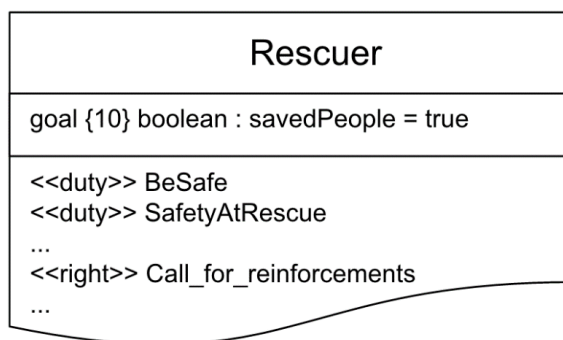 Rescuer
goal {10} boolean : savedPeople = true
<<duty>> BeSafe
<<duty>> SafetyAtRescue
...
<<right>> Call_for_reinforcements
...